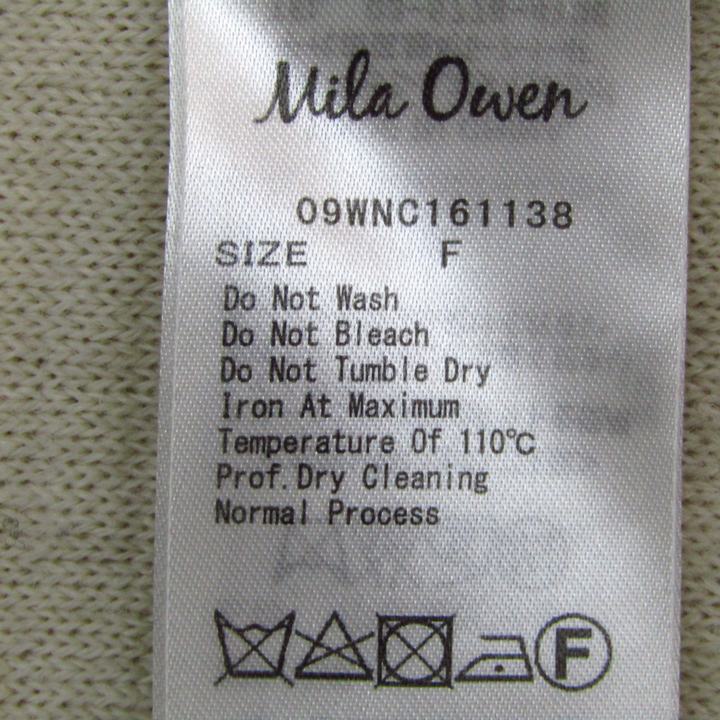 Mila Owen
09WNC161138
SIZE F
Do Not Wash
Do Not Bleach
Do Not Tumble Dry
Iron At Maximum
Temperature Of 110℃
Prof.Dry Cleaning
Normal Process
F